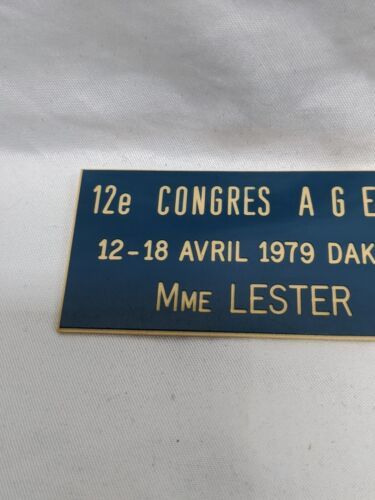 12e CONGRES A G E
12-18 AVRIL 1979 DAK
Mme LESTER